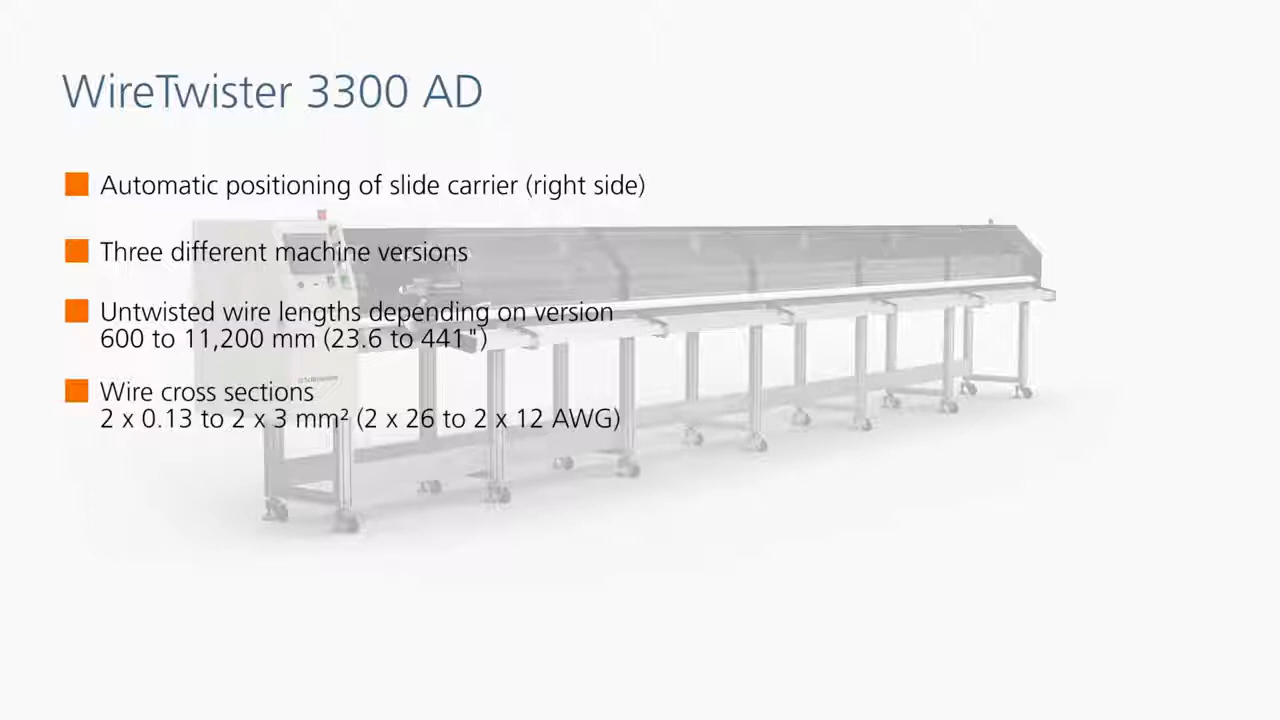 WireTwister 3300 AD
Automatic positioning of slide carrier (right side)
Three different machine versions
Untwisted wire lengths depending on version
600 to 11,200 mm (23.6 to 441")
Wire cross sections
2 x 0.13 to 2 x 3 mm² (2 x 26 to 2 x 12 AWG)